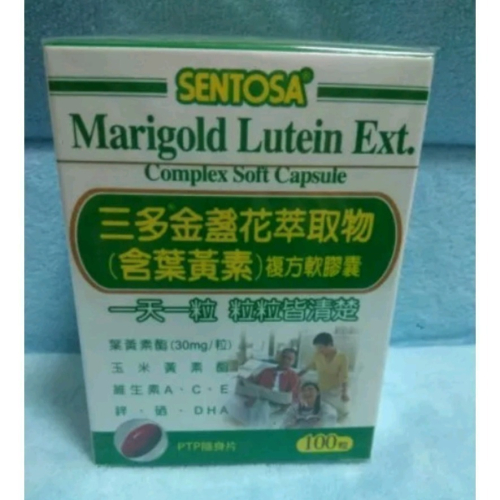 SENTOSA®
Marigold Lutein Ext.
Complex Soft Capsule
三多金盞花萃取物
(含葉黃素)複方軟膠囊
一天一粒 粒粒皆清楚
葉黃素酯(30mg/粒)
玉米黃素酯
維生素A、C、E
鋅、硒、DHA
PTP隨身片
100粒